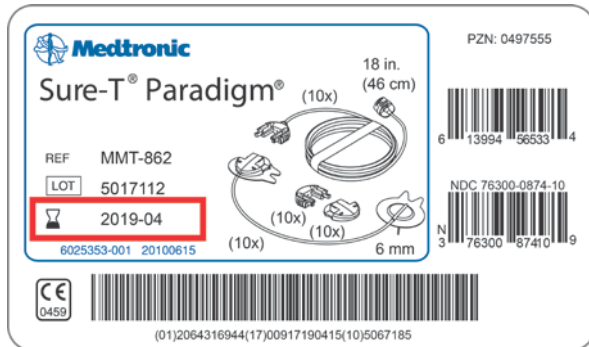 Medtronic
PZN: 0497555
Sure-T® Paradigm®
18 in.
(46 cm)
(10x)
6 13994 56533 4
REF MMT-862
LOT 5017112
2019-04
NDC 76300-0874-10
(10x)
(10x)
(10x)
6 mm
N
3 76300 87410 9
6025353-001 20100615
CE
0459
(01)2064316944(17)00917190415(10)5067185